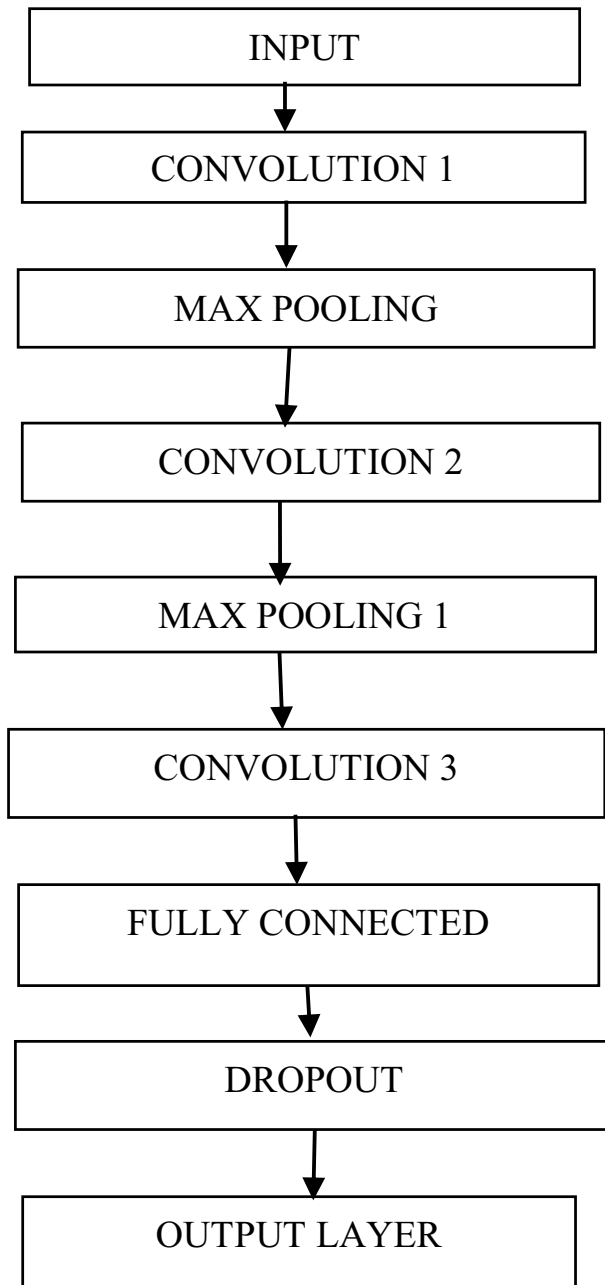 INPUT
CONVOLUTION 1
MAX POOLING
CONVOLUTION 2
MAX POOLING 1
CONVOLUTION 3
FULLY CONNECTED
DROPOUT
OUTPUT LAYER